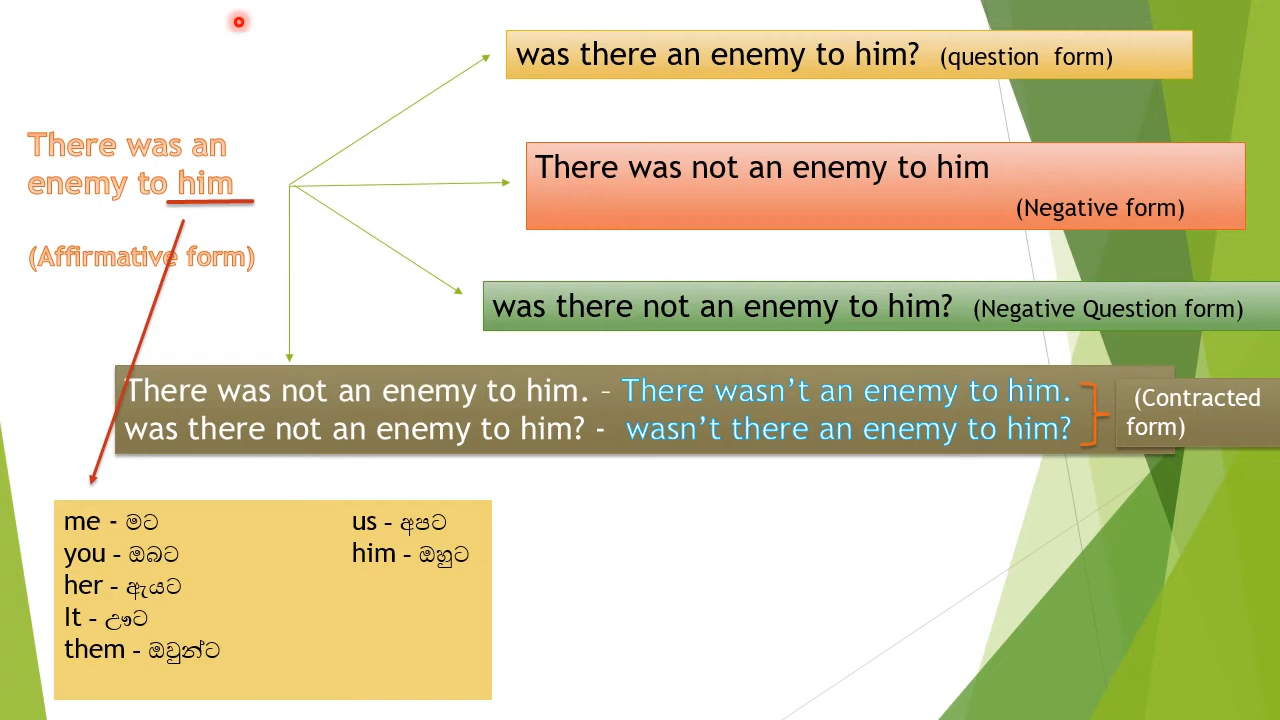 There was an
enemy to him
(Affirmative form)
was there an enemy to him? (question form)
There was not an enemy to him
(Negative form)
was there not an enemy to him? (Negative Question form)
There was not an enemy to him. – There wasn’t an enemy to him.
was there not an enemy to him? - wasn’t there an enemy to him?
(Contracted
form)
me - මට
you – ඔබට
her – ඇයට
It – ඌට
them – ඔවුන්ට
us – අපට
him – ඔහුට